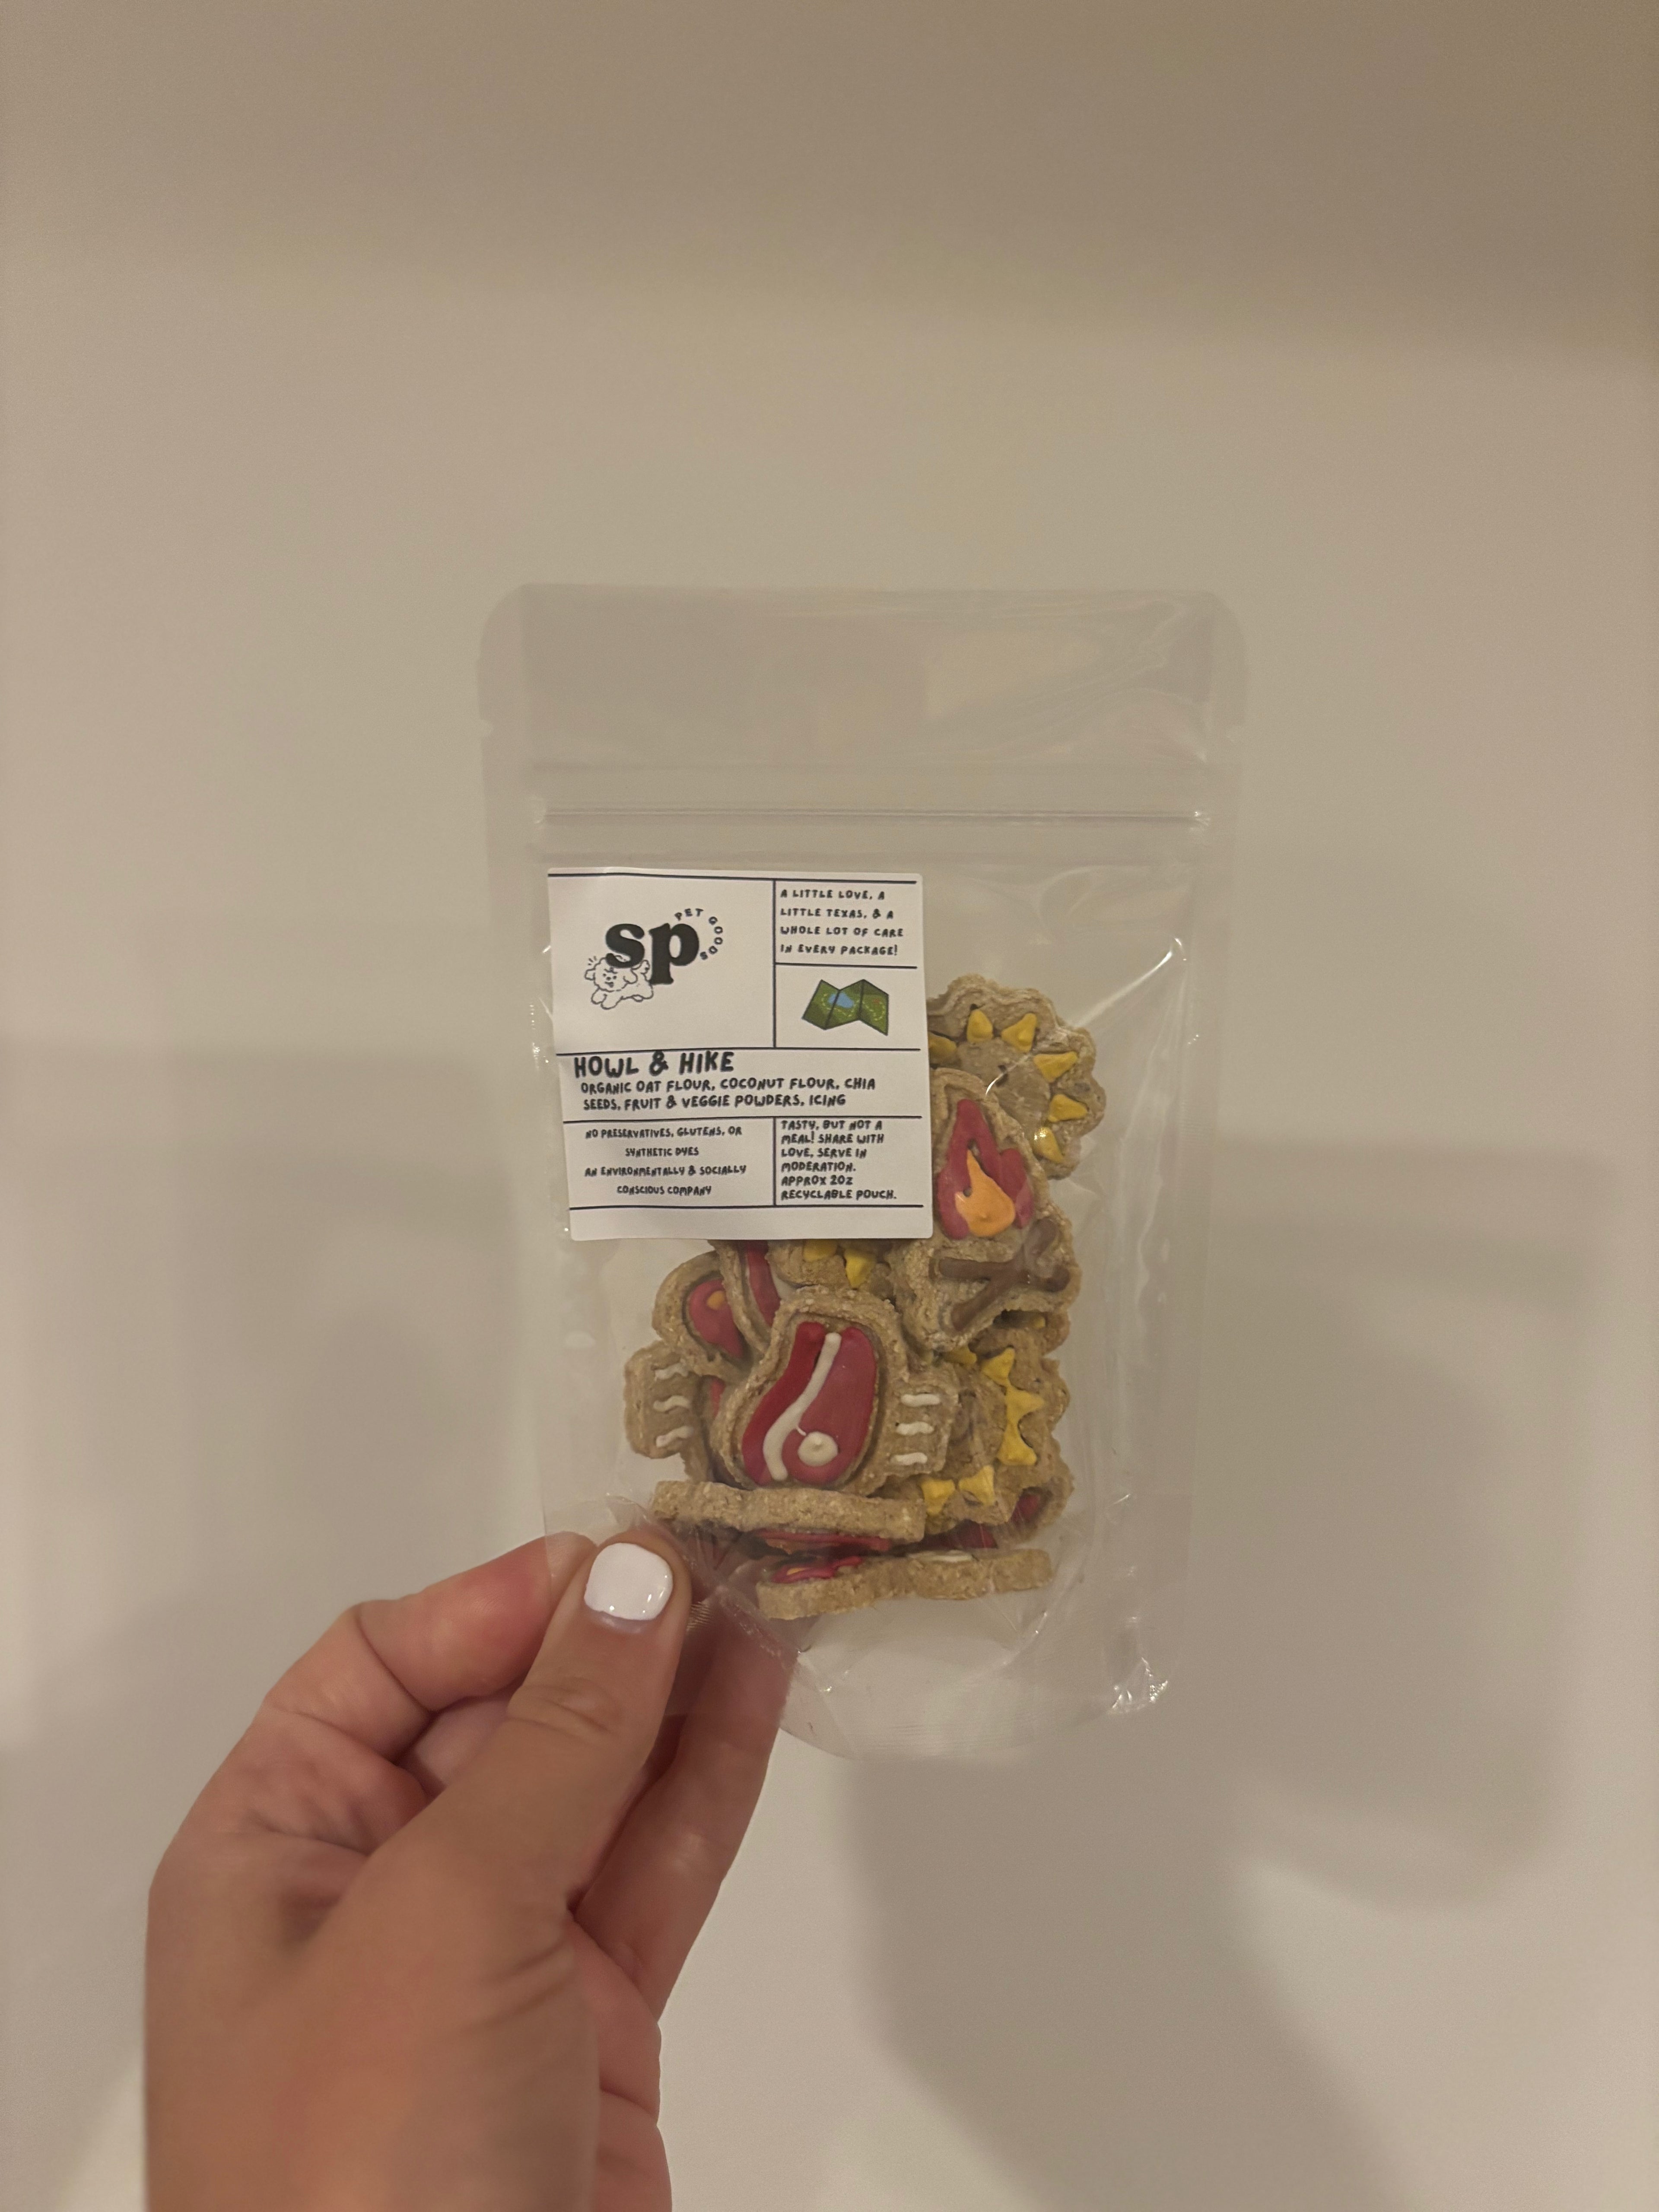 sp
PET GOODS
A LITTLE LOVE, A
LITTLE TEXAS, & A
WHOLE LOT OF CARE
IN EVERY PACKAGE!
HOWL & HIKE
ORGANIC OAT FLOUR, COCONUT FLOUR, CHIA
SEEDS, FRUIT & VEGGIE POWDERS, ICING
NO PRESERVATIVES, GLUTENS, OR
SYNTHETIC DYES
AN ENVIRONMENTALLY & SOCIALLY
CONSCIOUS COMPANY
TASTY, BUT NOT A
MEAL! SHARE WITH
LOVE, SERVE IN
MODERATION.
APPROX 2OZ
RECYCLABLE POUCH.